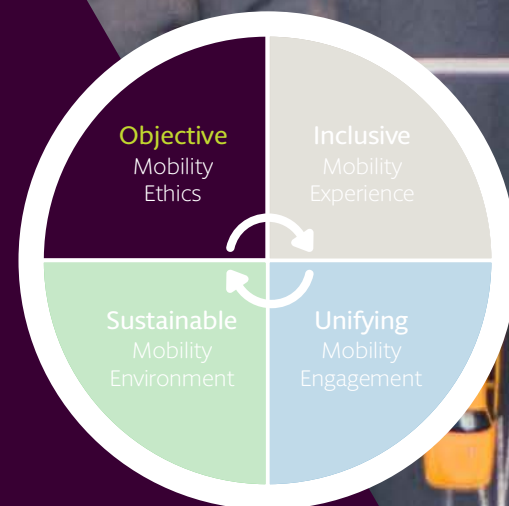 Objective
Mobility
Ethics
Inclusive
Mobility
Experience
Sustainable
Mobility
Environment
Unifying
Mobility
Engagement